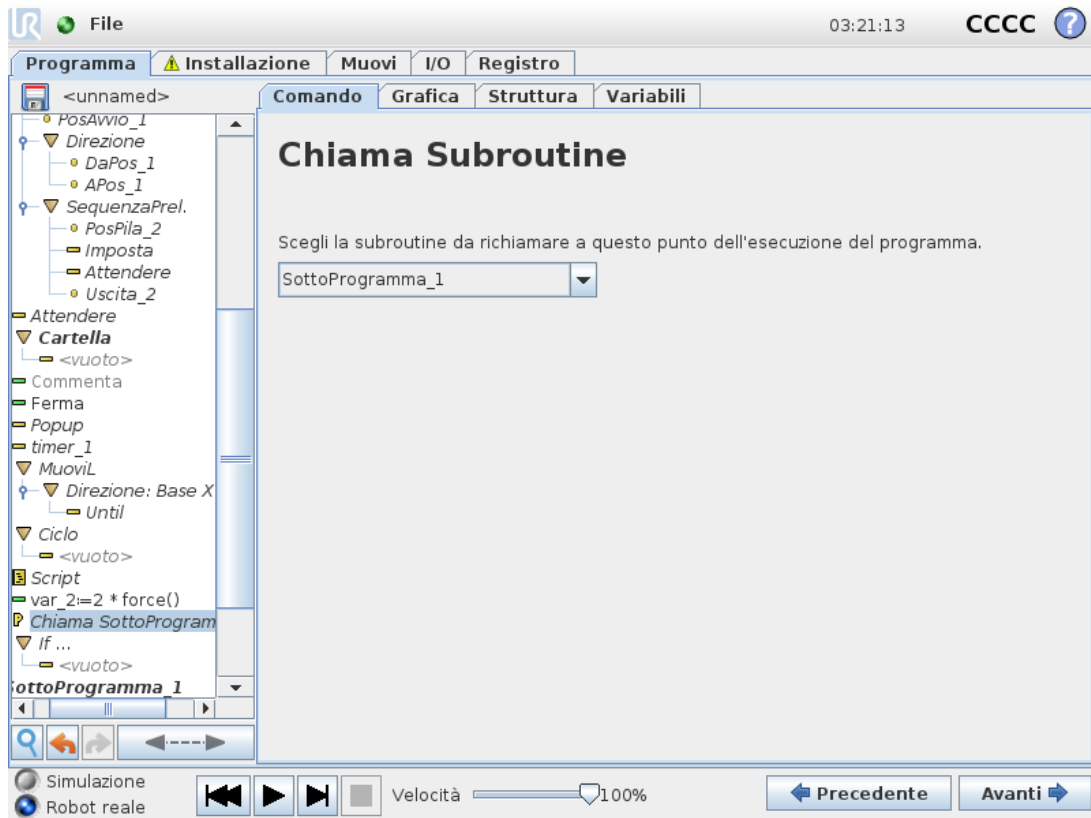 UR File 03:21:13 CCCC ?
Programma Installazione Muovi I/O Registro
<unnamed>
Comando Grafica Struttura Variabili
PosAvvio_1
Direzione
DaPos_1
APos_1
SequenzaPrel.
PosPila_2
Imposta
Attendere
Uscita_2
Attendere
Cartella
<vuoto>
Commenta
Ferma
Popup
timer_1
MuoviL
Direzione: Base X
Until
Ciclo
<vuoto>
Script
var_2:=2 * force()
P Chiama SottoProgram
If ...
<vuoto>
SottoProgramma_1
Chiama Subroutine
Scegli la subroutine da richiamare a questo punto dell'esecuzione del programma.
SottoProgramma_1
Simulazione
Robot reale
Velocità 100%
Precedente Avanti